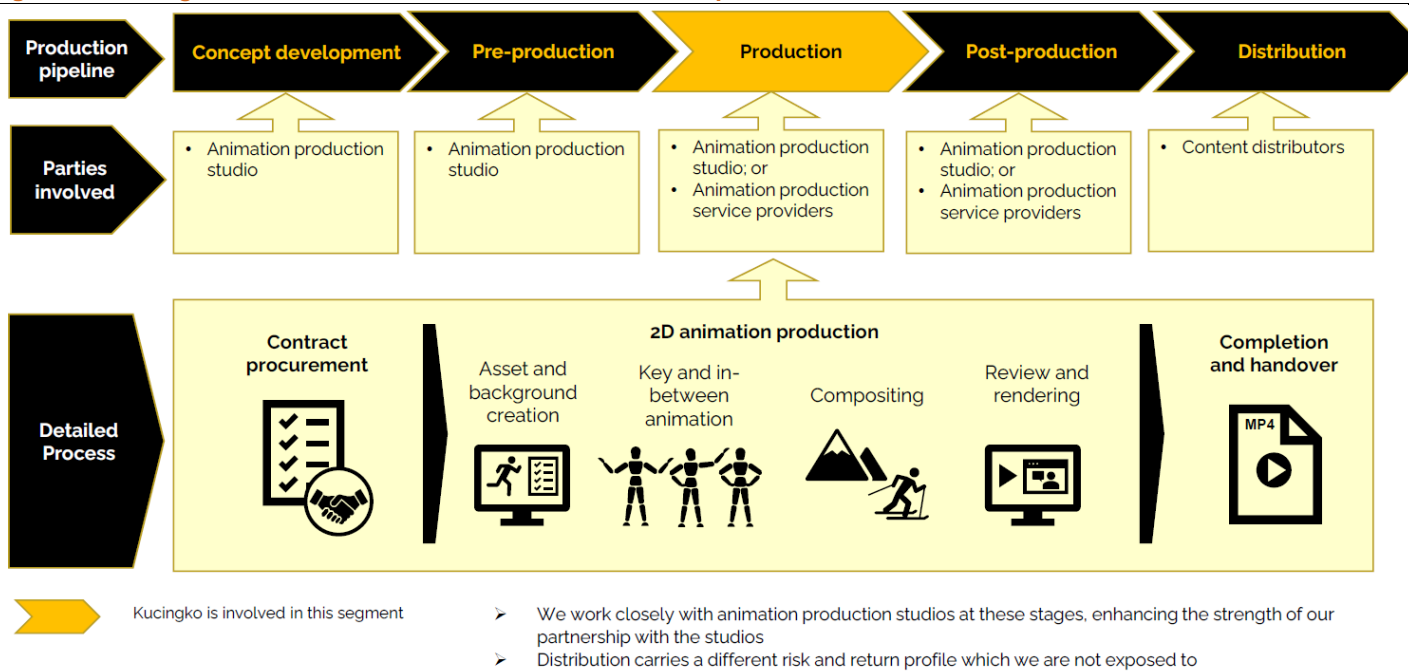 Production
pipeline
Concept development
Pre-production
Production
Post-production
Distribution
Parties
involved
• Animation production
studio
• Animation production
studio
• Animation production
studio; or
• Animation production
service providers
• Animation production
studio; or
• Animation production
service providers
• Content distributors
Detailed
Process
Contract
procurement
2D animation production
Asset and
background
creation
Key and in-
between
animation
Compositing
Review and
rendering
Completion
and handover
MP4
Kucingko is involved in this segment
➢ We work closely with animation production studios at these stages, enhancing the strength of our
partnership with the studios
➢ Distribution carries a different risk and return profile which we are not exposed to